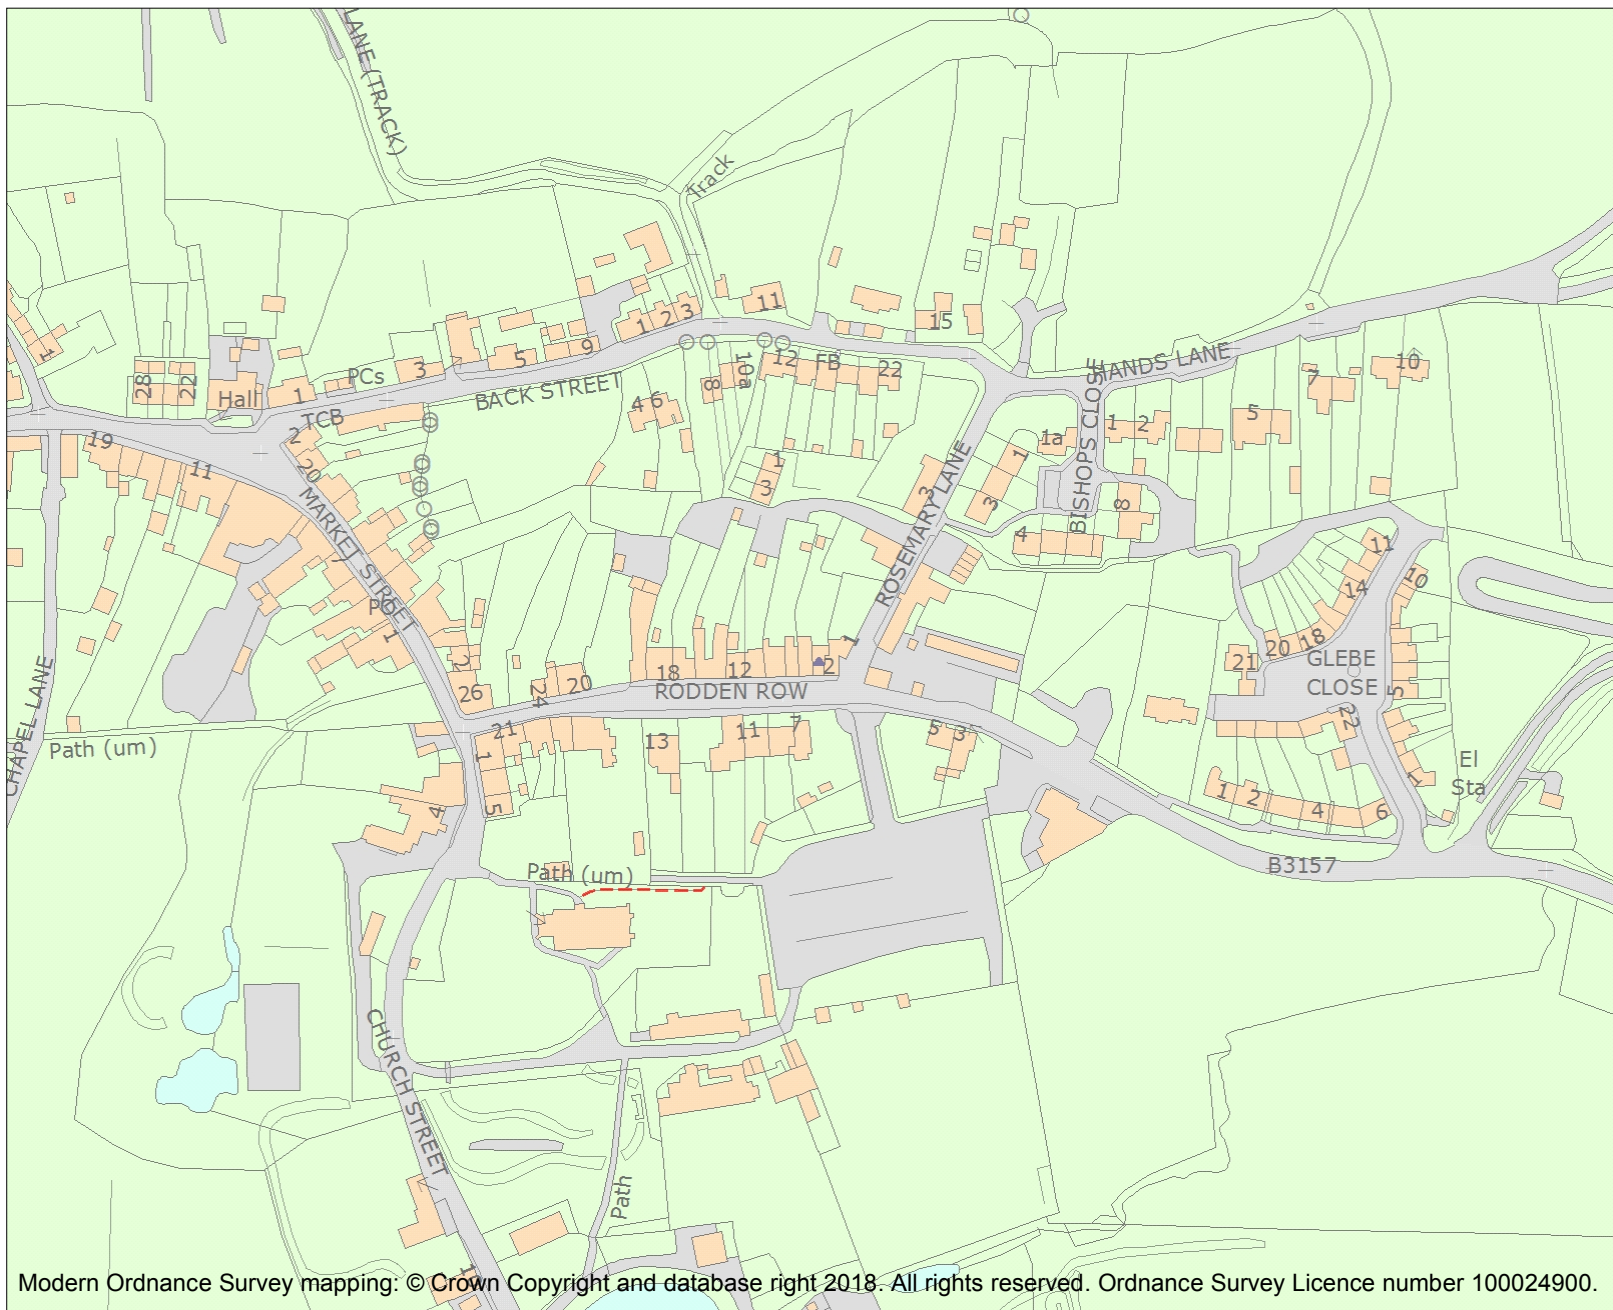 LANE (TRACK)
Track
1
28
22
Hall
1
PCs
3
5
9
1
2
3
11
15
BACK STREET
TCB
2
20
4
6
8
10a
12
FB
22
HANDS LANE
7
10
5
19
11
MARKET STREET
PO
1
1
3
3
ROSEMARY LANE
1
3
1a
1
2
BISHOPS CLOSE
8
4
11
10
14
18
20
21
GLEBE
CLOSE
5
22
1
El
Sta
1
2
4
6
CHAPEL LANE
Path (um)
2
26
24
20
18
12
2
1
RODDEN ROW
21
1
5
13
11
7
5
3
4
Path (um)
B3157
CHURCH STREET
Path
1
Modern Ordnance Survey mapping: © Crown Copyright and database right 2018. All rights reserved. Ordnance Survey Licence number 100024900.